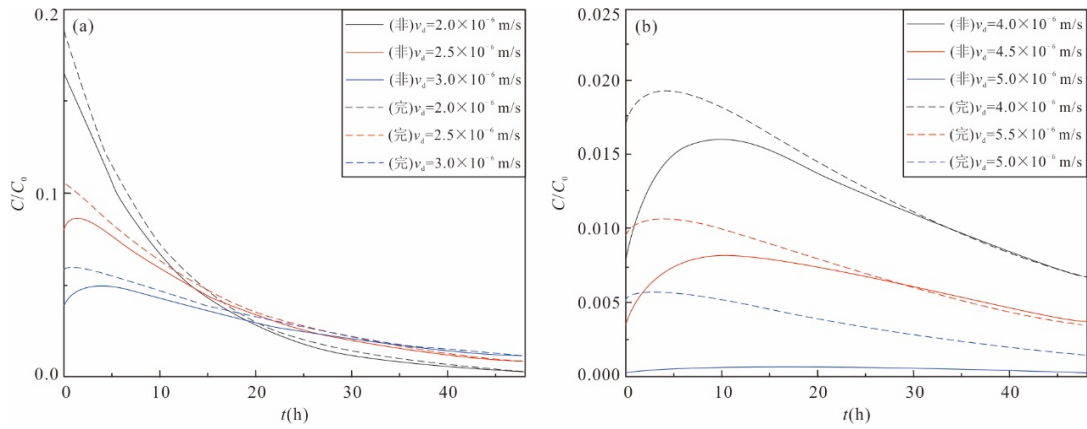 (a)
(非)v_d=2.0×10⁻⁶ m/s
(非)v_d=2.5×10⁻⁶ m/s
(非)v_d=3.0×10⁻⁶ m/s
(完)v_d=2.0×10⁻⁶ m/s
(完)v_d=2.5×10⁻⁶ m/s
(完)v_d=3.0×10⁻⁶ m/s
0.2
0.1
0.0
C/C₀
0
10
20
30
40
t(h)
(b)
(非)v_d=4.0×10⁻⁶ m/s
(非)v_d=4.5×10⁻⁶ m/s
(非)v_d=5.0×10⁻⁶ m/s
(完)v_d=4.0×10⁻⁶ m/s
(完)v_d=5.5×10⁻⁶ m/s
(完)v_d=5.0×10⁻⁶ m/s
0.025
0.020
0.015
0.010
0.005
0.000
C/C₀
0
10
20
30
40
t(h)